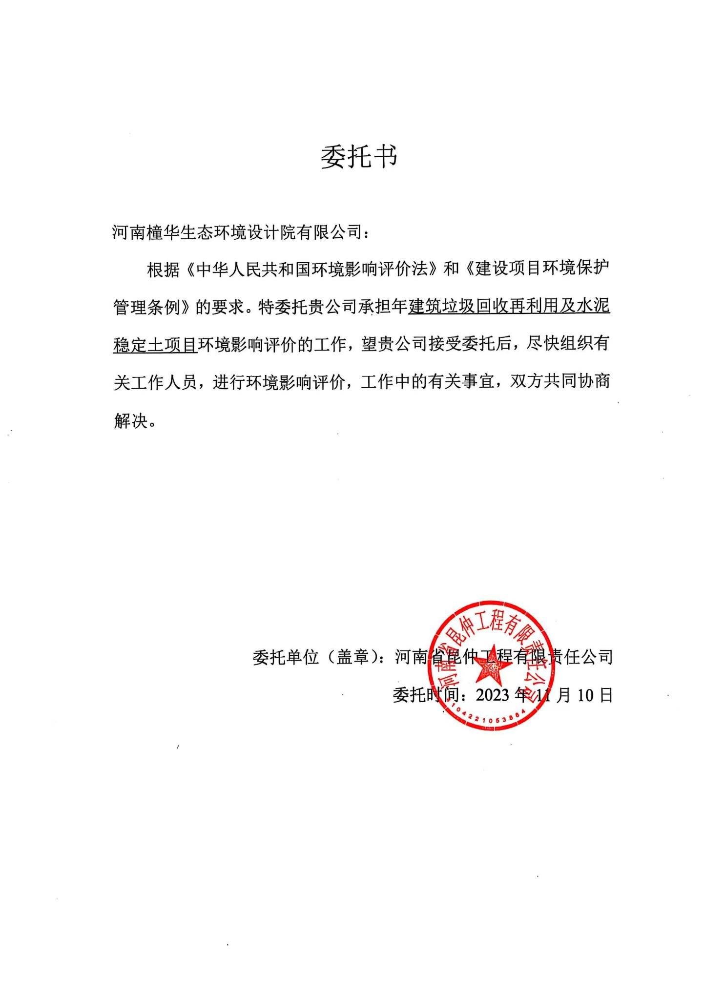 委托书
河南橦华生态环境设计院有限公司：
根据《中华人民共和国环境影响评价法》和《建设项目环境保护
管理条例》的要求。特委托贵公司承担年建筑垃圾回收再利用及水泥
稳定土项目环境影响评价的工作，望贵公司接受委托后，尽快组织有
关工作人员，进行环境影响评价，工作中的有关事宜，双方共同协商
解决。
河南省昆仲工程有限责任公司
委托单位（盖章）：河南省昆仲工程有限责任公司
委托时间：2023 年 11 月 10 日